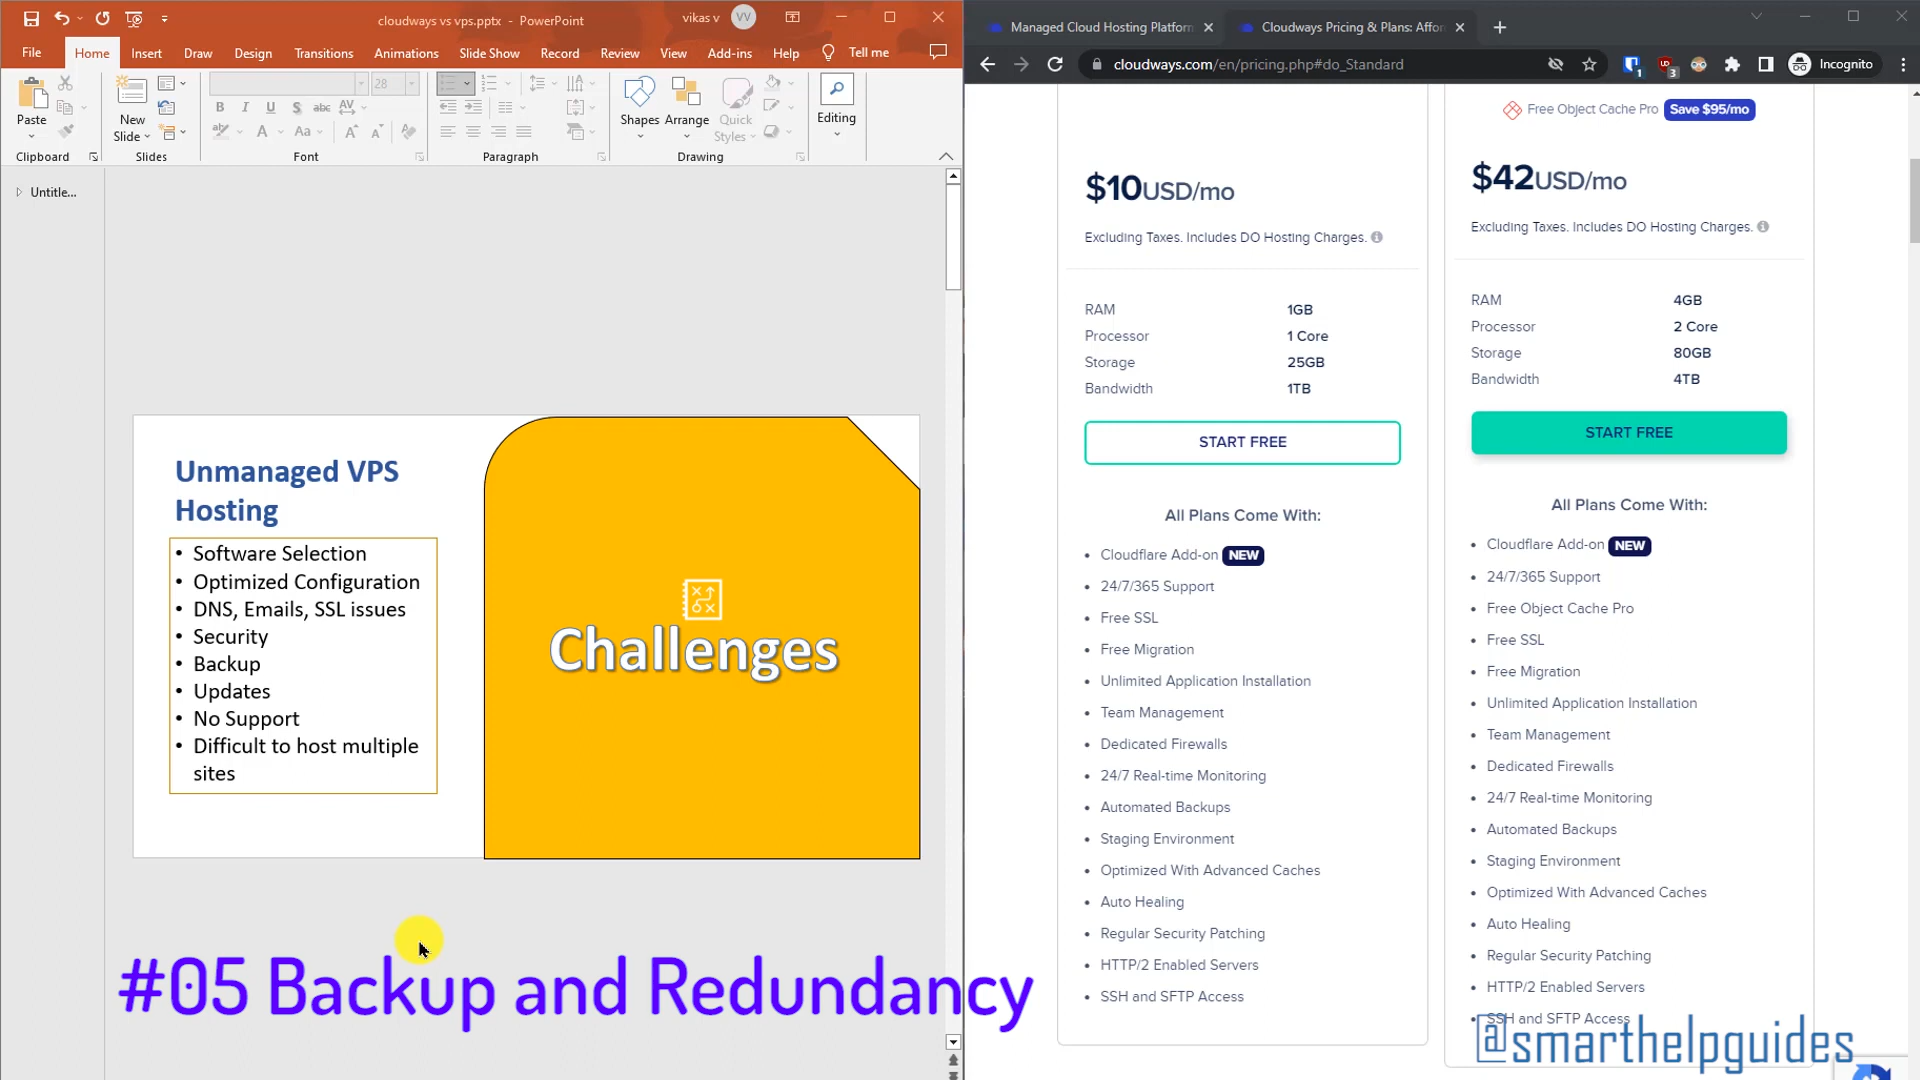 cloudways vs vps.pptx - PowerPoint
vikas v
VV
File
Home
Insert
Draw
Design
Transitions
Animations
Slide Show
Record
Review
View
Add-ins
Help
Tell me
Paste
New
Slide
28
B I U S abc AV
A Aa A A
Shapes
Arrange
Quick
Styles
Editing
Clipboard
Slides
Font
Paragraph
Drawing
Untitle...
Unmanaged VPS
Hosting
• Software Selection
• Optimized Configuration
• DNS, Emails, SSL issues
• Security
• Backup
• Updates
• No Support
• Difficult to host multiple
sites
Challenges
#05 Backup and Redundancy
Managed Cloud Hosting Platform
Cloudways Pricing & Plans: Affor
cloudways.com/en/pricing.php#do_Standard
1
3
Incognito
$10USD/mo
Excluding Taxes. Includes DO Hosting Charges.
RAM 1GB
Processor 1 Core
Storage 25GB
Bandwidth 1TB
START FREE
All Plans Come With:
• Cloudflare Add-on NEW
• 24/7/365 Support
• Free SSL
• Free Migration
• Unlimited Application Installation
• Team Management
• Dedicated Firewalls
• 24/7 Real-time Monitoring
• Automated Backups
• Staging Environment
• Optimized With Advanced Caches
• Auto Healing
• Regular Security Patching
• HTTP/2 Enabled Servers
• SSH and SFTP Access
Free Object Cache Pro Save $95/mo
$42USD/mo
Excluding Taxes. Includes DO Hosting Charges.
RAM 4GB
Processor 2 Core
Storage 80GB
Bandwidth 4TB
START FREE
All Plans Come With:
• Cloudflare Add-on NEW
• 24/7/365 Support
• Free Object Cache Pro
• Free SSL
• Free Migration
• Unlimited Application Installation
• Team Management
• Dedicated Firewalls
• 24/7 Real-time Monitoring
• Automated Backups
• Staging Environment
• Optimized With Advanced Caches
• Auto Healing
• Regular Security Patching
• HTTP/2 Enabled Servers
• SSH and SFTP Access
@smarthelpguides